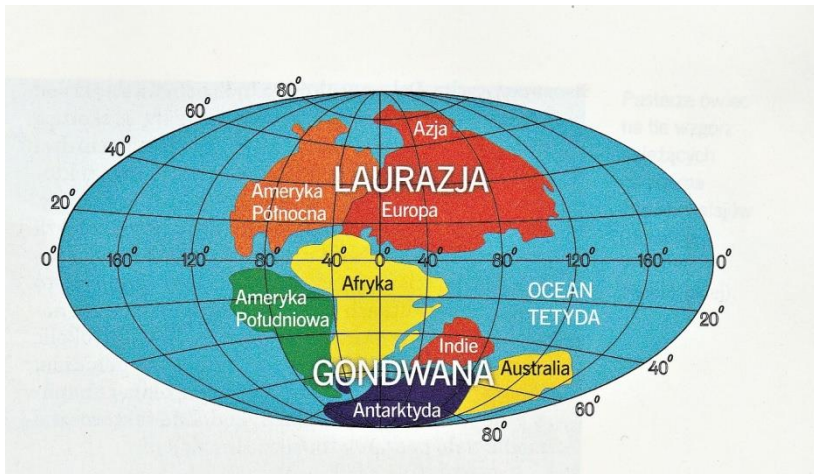 80°
60°
40°
20°
Azja
LAURAZJA
Ameryka
Północna
Europa
0° 160° 120° 80° 40° 0° 40° 80° 120° 160° 0°
Afryka
Ameryka
Południowa
OCEAN
TETYDA
20°
Indie
GONDWANA
Australia
40°
Antarktyda
60°
80°